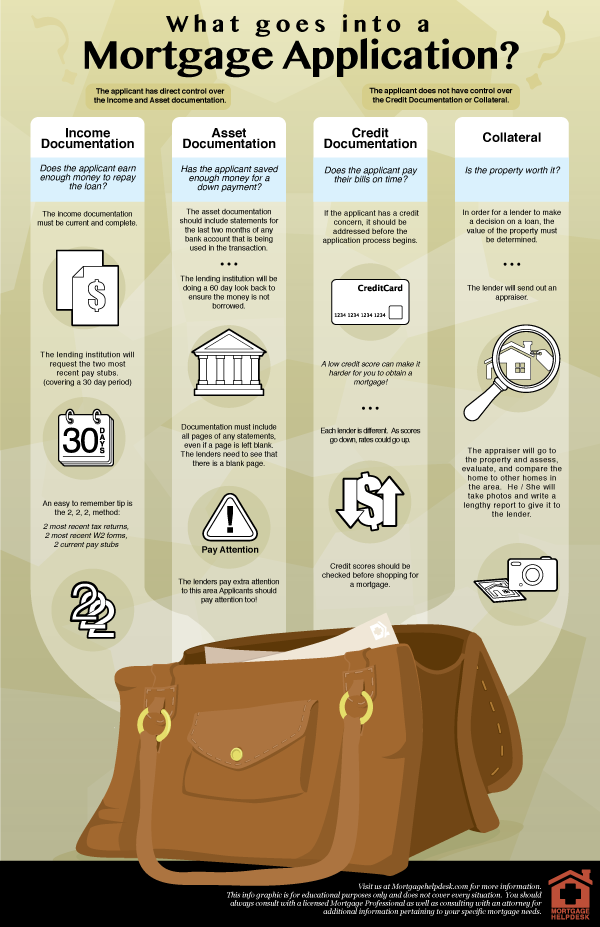 What goes into a
Mortgage Application?
The applicant has direct control over
the Income and Asset documentation.
The applicant does not have control over
the Credit Documentation or Collateral.
Income
Documentation
Does the applicant earn
enough money to repay
the loan?
The income documentation
must be current and complete.
$
The lending institution will
request the two most
recent pay stubs.
(covering a 30 day period)
30
DAYS
An easy to remember tip is
the 2, 2, 2, method:
2 most recent tax returns,
2 most recent W2 forms,
2 current pay stubs
2
2
2
Asset
Documentation
Has the applicant saved
enough money for a
down payment?
The asset documentation
should include statements for
the last two months of any
bank account that is being
used in the transaction.
•••
The lending institution will be
doing a 60 day look back to
ensure the money is not
borrowed.
Documentation must include
all pages of any statements,
even if a page is left blank.
The lenders need to see that
there is a blank page.
!
Pay Attention
The lenders pay extra attention
to this area Applicants should
pay attention too!
Credit
Documentation
Does the applicant pay
their bills on time?
If the applicant has a credit
concern, it should be
addressed before the
application process begins.
CreditCard
1234 1234 1234 1234
A low credit score can make it
harder for you to obtain a
mortgage!
•••
Each lender is different. As scores
go down, rates could go up.
$
Credit scores should be
checked before shopping for
a mortgage.
Collateral
Is the property worth it?
In order for a lender to make
a decision on a loan, the
value of the property must
be determined.
•••
The lender will send out an
appraiser.
The appraiser will go to
the property and assess,
evaluate, and compare the
home to other homes in
the area. He / She will
take photos and write a
lengthy report to give it to
the lender.
Visit us at Mortgagehelpdesk.com for more information.
This info graphic is for educational purposes only and does not cover every situation. You should
always consult with a licensed Mortgage Professional as well as consulting with an attorney for
additional information pertaining to your specific mortgage needs.
MORTGAGE
HELPDESK